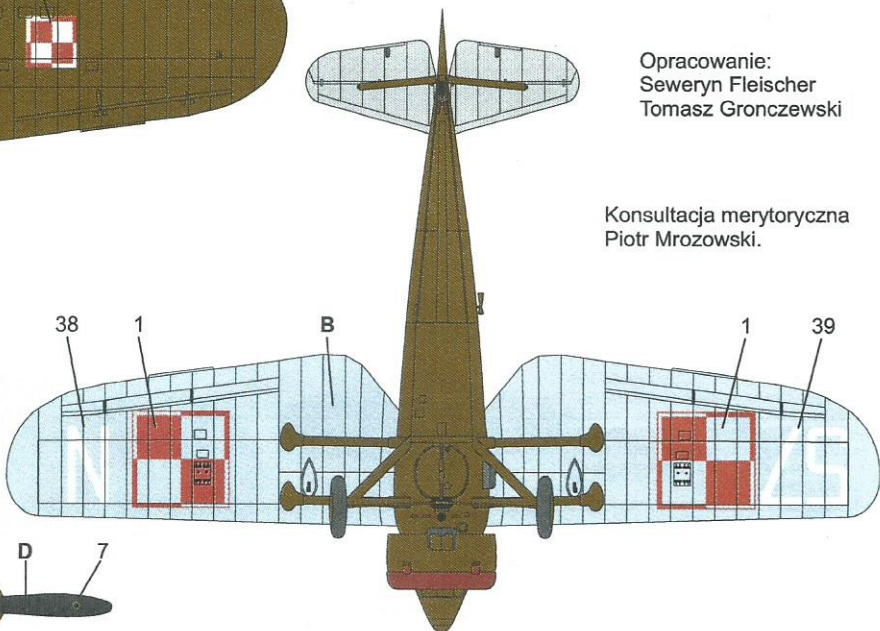 Opracowanie:
Seweryn Fleischer
Tomasz Gronczewski
Konsultacja merytoryczna
Piotr Mrozowski.
38 1 B 1 39
N
D 7